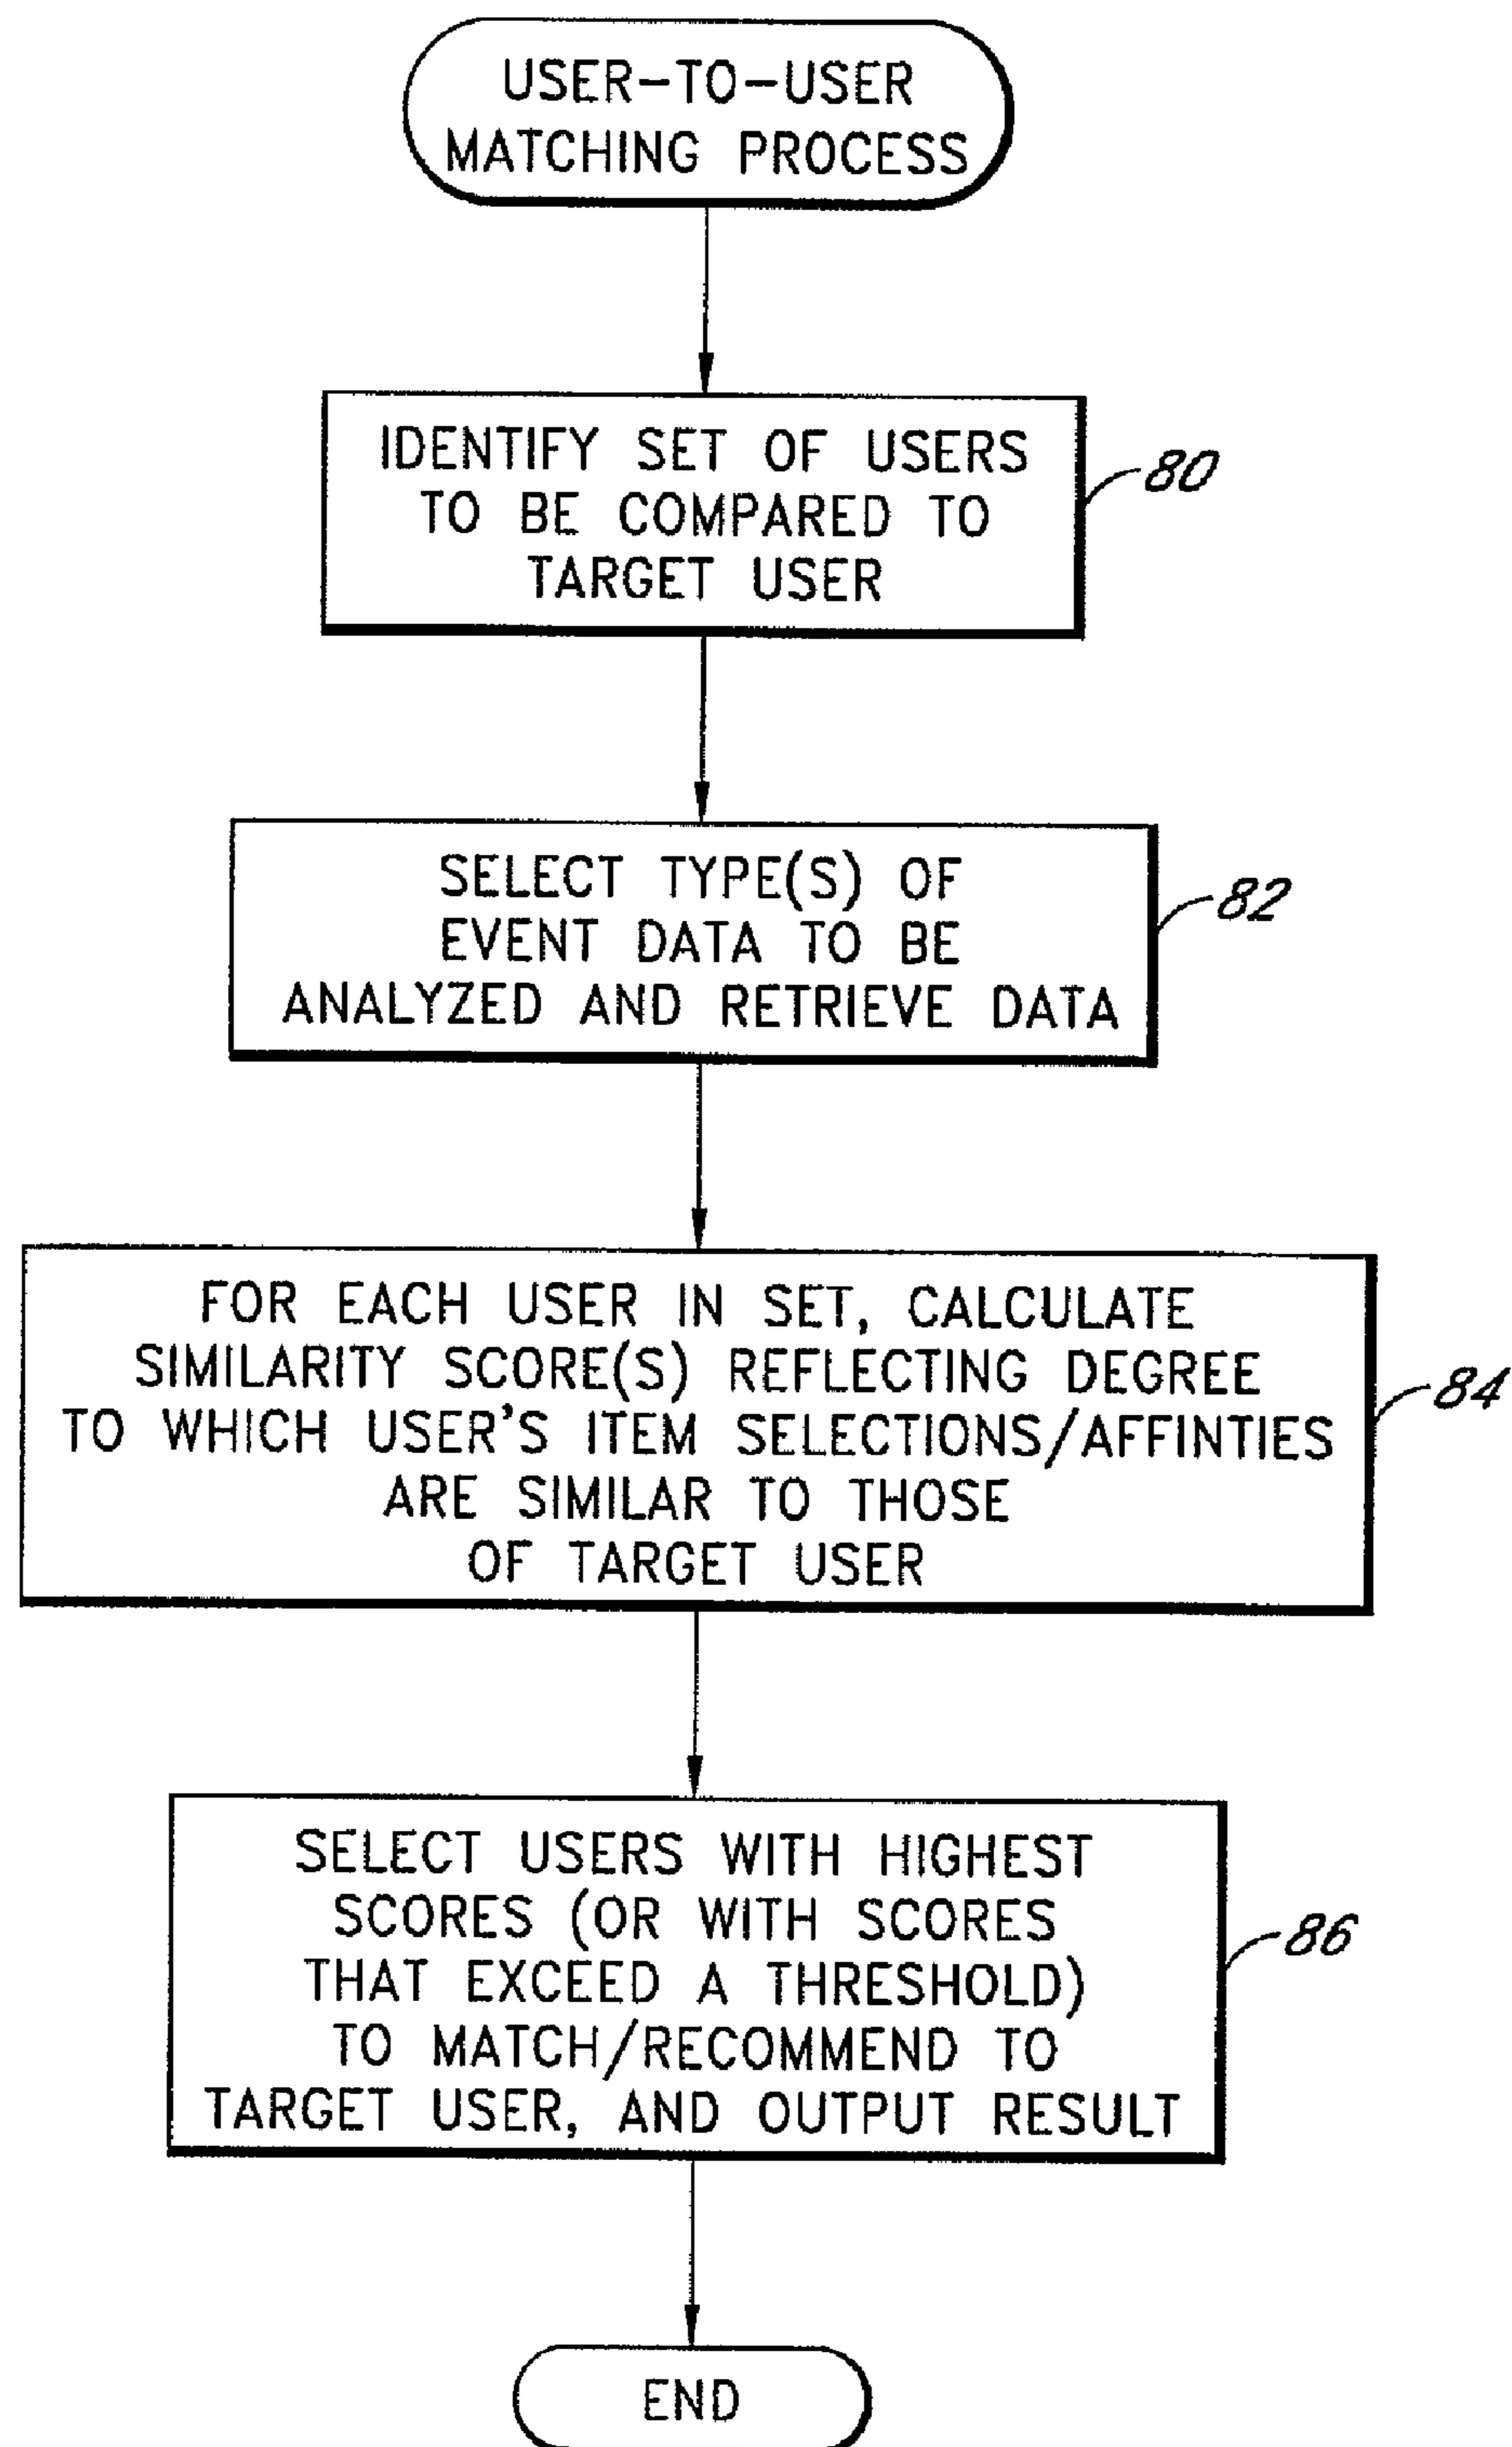 USER-TO-USER
MATCHING PROCESS
IDENTIFY SET OF USERS
TO BE COMPARED TO
TARGET USER
80
SELECT TYPE(S) OF
EVENT DATA TO BE
ANALYZED AND RETRIEVE DATA
82
FOR EACH USER IN SET, CALCULATE
SIMILARITY SCORE(S) REFLECTING DEGREE
TO WHICH USER'S ITEM SELECTIONS/AFFINTIES
ARE SIMILAR TO THOSE
OF TARGET USER
84
SELECT USERS WITH HIGHEST
SCORES (OR WITH SCORES
THAT EXCEED A THRESHOLD)
TO MATCH/RECOMMEND TO
TARGET USER, AND OUTPUT RESULT
86
END